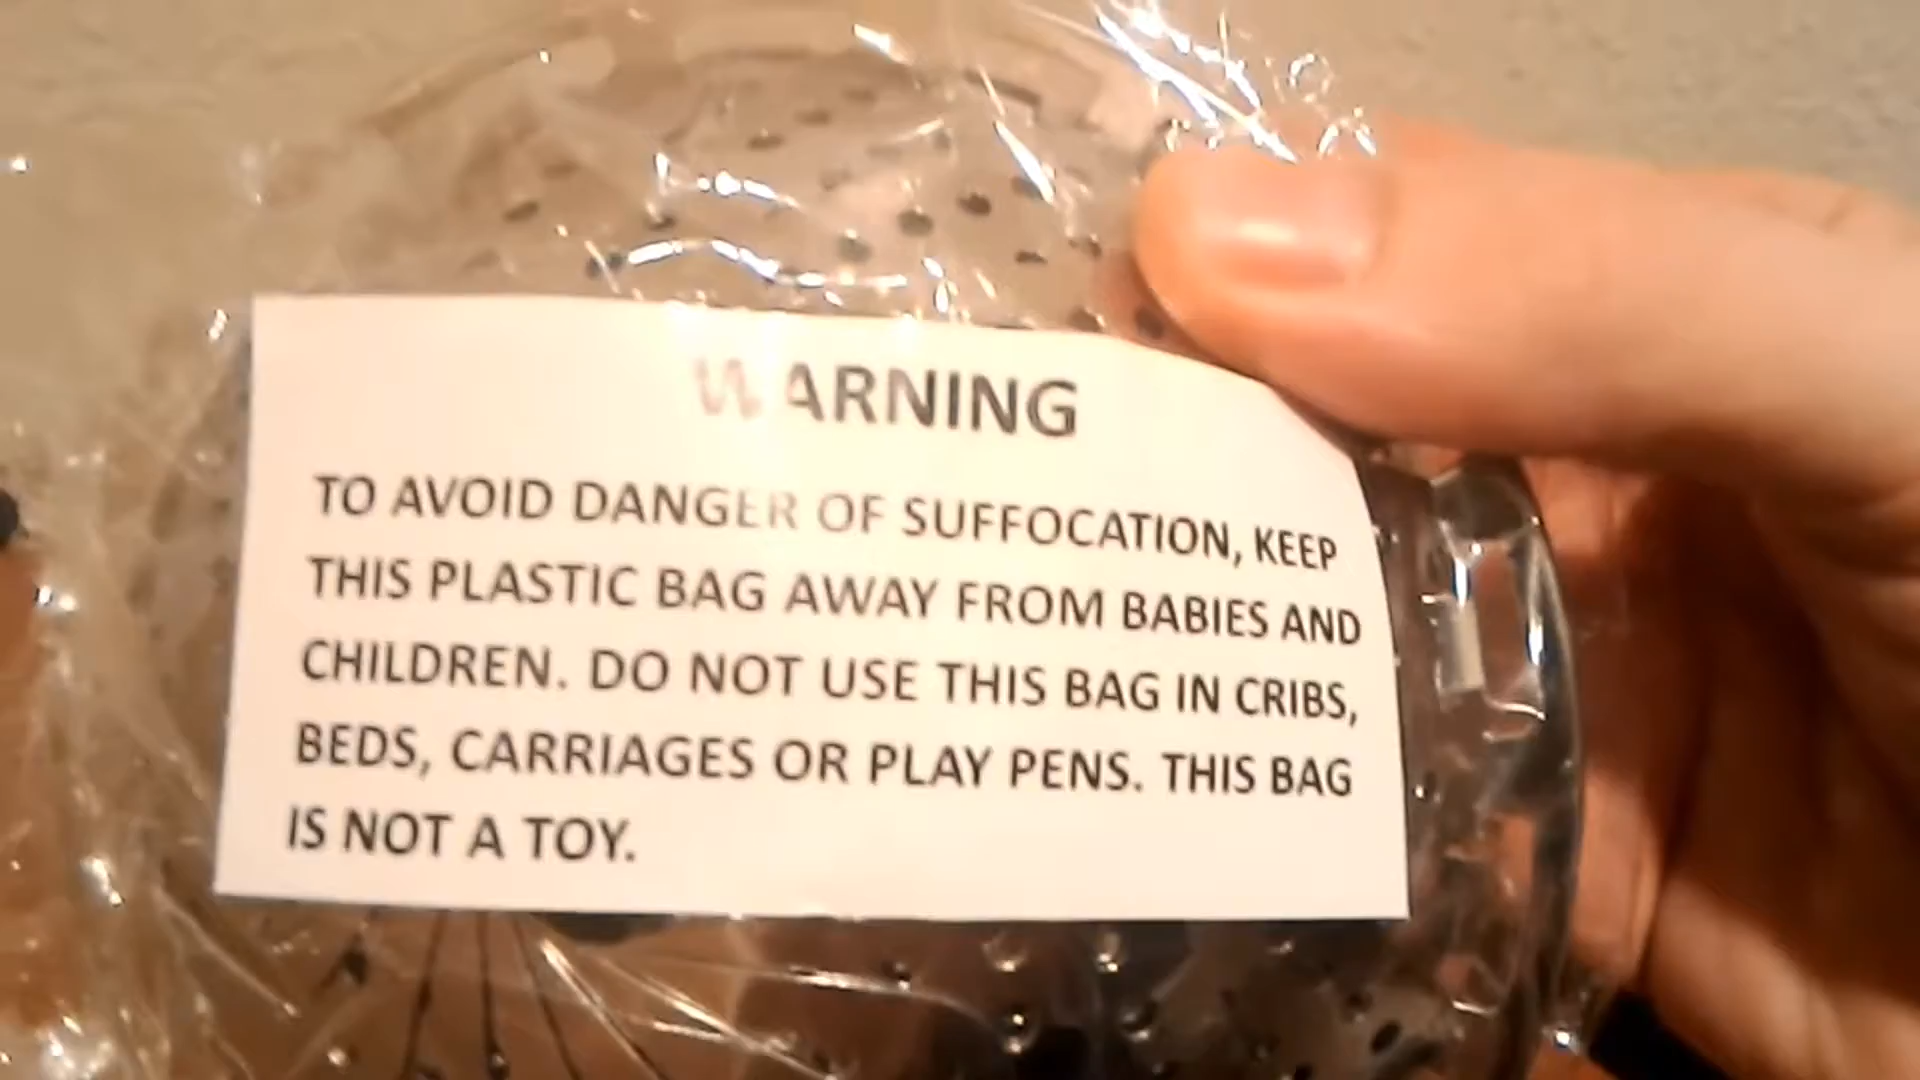 WARNING
TO AVOID DANGER OF SUFFOCATION, KEEP
THIS PLASTIC BAG AWAY FROM BABIES AND
CHILDREN. DO NOT USE THIS BAG IN CRIBS,
BEDS, CARRIAGES OR PLAY PENS. THIS BAG
IS NOT A TOY.